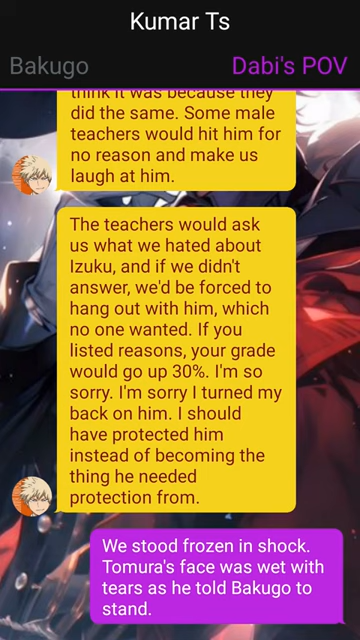 Kumar Ts
Bakugo
Dabi's POV
think it was because they
did the same. Some male
teachers would hit him for
no reason and make us
laugh at him.
The teachers would ask
us what we hated about
Izuku, and if we didn't
answer, we'd be forced to
hang out with him, which
no one wanted. If you
listed reasons, your grade
would go up 30%. I'm so
sorry. I'm sorry I turned my
back on him. I should
have protected him
instead of becoming the
thing he needed
protection from.
We stood frozen in shock.
Tomura's face was wet with
tears as he told Bakugo to
stand.